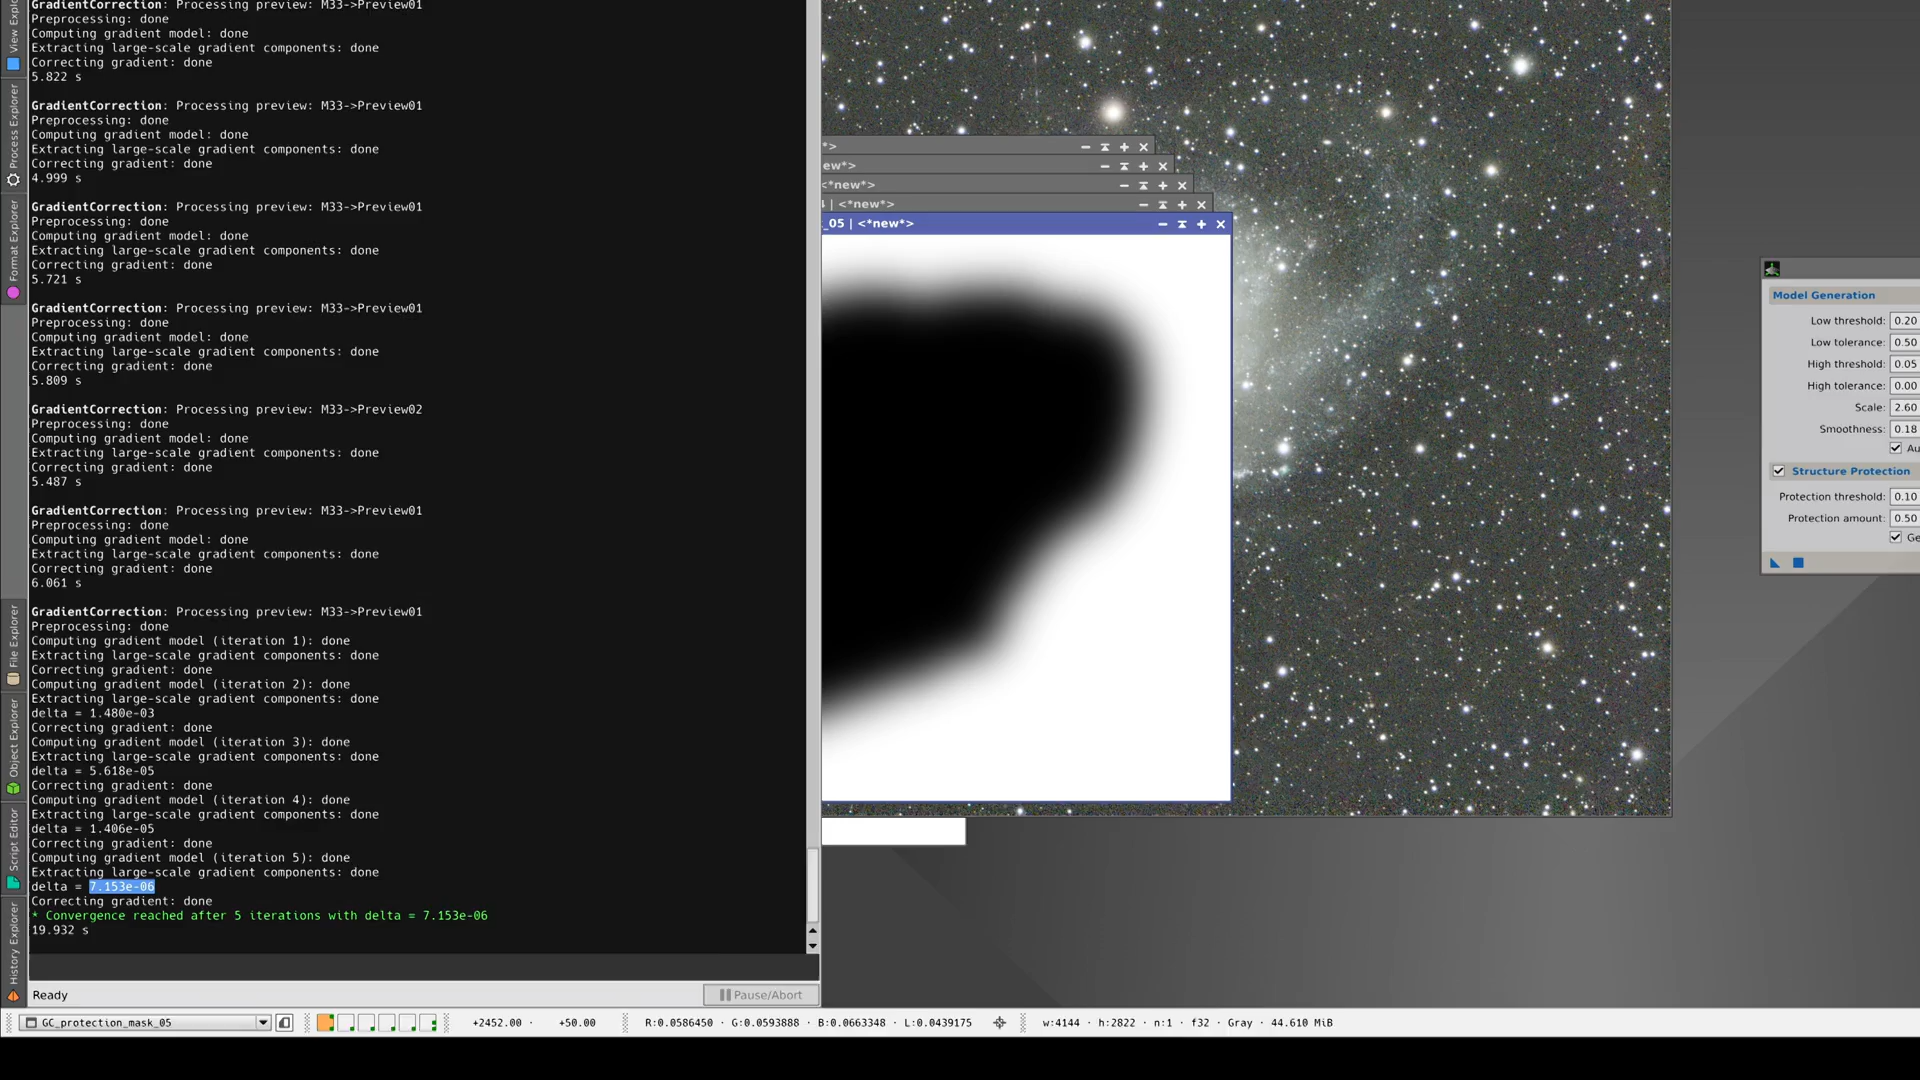 GradientCorrection: Processing preview: M33->Preview01
Preprocessing: done
Computing gradient model: done
Extracting large-scale gradient components: done
Correcting gradient: done
5.822 s
GradientCorrection: Processing preview: M33->Preview01
Preprocessing: done
Computing gradient model: done
Extracting large-scale gradient components: done
Correcting gradient: done
4.999 s
GradientCorrection: Processing preview: M33->Preview01
Preprocessing: done
Computing gradient model: done
Extracting large-scale gradient components: done
Correcting gradient: done
5.721 s
GradientCorrection: Processing preview: M33->Preview01
Preprocessing: done
Computing gradient model: done
Extracting large-scale gradient components: done
Correcting gradient: done
5.809 s
GradientCorrection: Processing preview: M33->Preview02
Preprocessing: done
Computing gradient model: done
Extracting large-scale gradient components: done
Correcting gradient: done
5.487 s
GradientCorrection: Processing preview: M33->Preview01
Preprocessing: done
Computing gradient model: done
Extracting large-scale gradient components: done
Correcting gradient: done
6.061 s
GradientCorrection: Processing preview: M33->Preview01
Preprocessing: done
Computing gradient model (iteration 1): done
Extracting large-scale gradient components: done
Correcting gradient: done
Computing gradient model (iteration 2): done
Extracting large-scale gradient components: done
delta = 1.480e-03
Correcting gradient: done
Computing gradient model (iteration 3): done
Extracting large-scale gradient components: done
delta = 5.618e-05
Correcting gradient: done
Computing gradient model (iteration 4): done
Extracting large-scale gradient components: done
delta = 1.406e-05
Correcting gradient: done
Computing gradient model (iteration 5): done
Extracting large-scale gradient components: done
delta = 7.153e-06
Correcting gradient: done
* Convergence reached after 5 iterations with delta = 7.153e-06
19.932 s
Ready
Pause/Abort
View Explo
Process Explorer
Format Explorer
File Explorer
Object Explorer
Script Editor
History Explorer
*>
ew*>
<*new*>
| <*new*>
_05 | <*new*>
Model Generation
Low threshold: 0.20
Low tolerance: 0.50
High threshold: 0.05
High tolerance: 0.00
Scale: 2.60
Smoothness: 0.18
Au
Structure Protection
Protection threshold: 0.10
Protection amount: 0.50
Ge
GC_protection_mask_05
+2452.00 · +50.00
R:0.0586450 · G:0.0593888 · B:0.0663348 · L:0.0439175
w:4144 · h:2822 · n:1 · f32 · Gray · 44.610 MiB